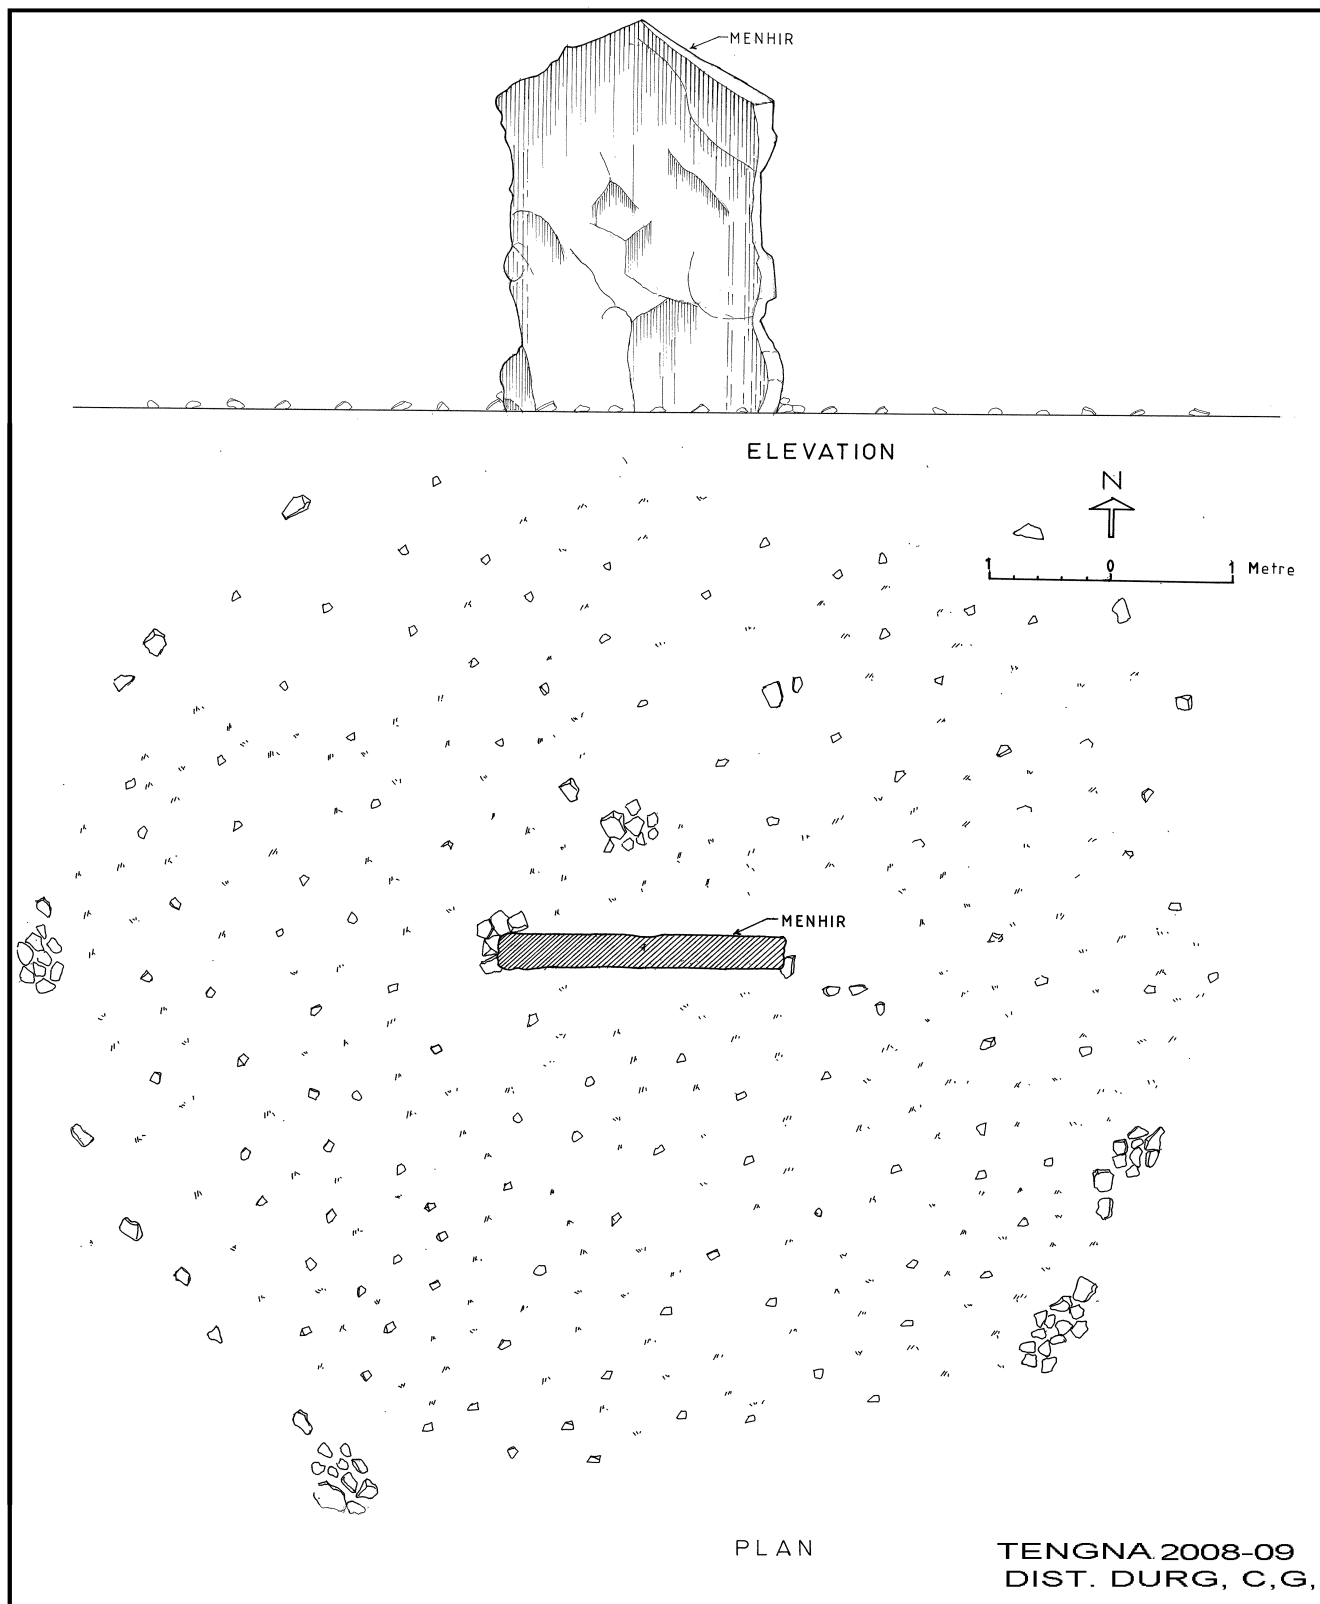 MENHIR
ELEVATION
N
1 0 1 Metre
MENHIR
PLAN
TENGNA 2008-09
DIST. DURG, C,G,